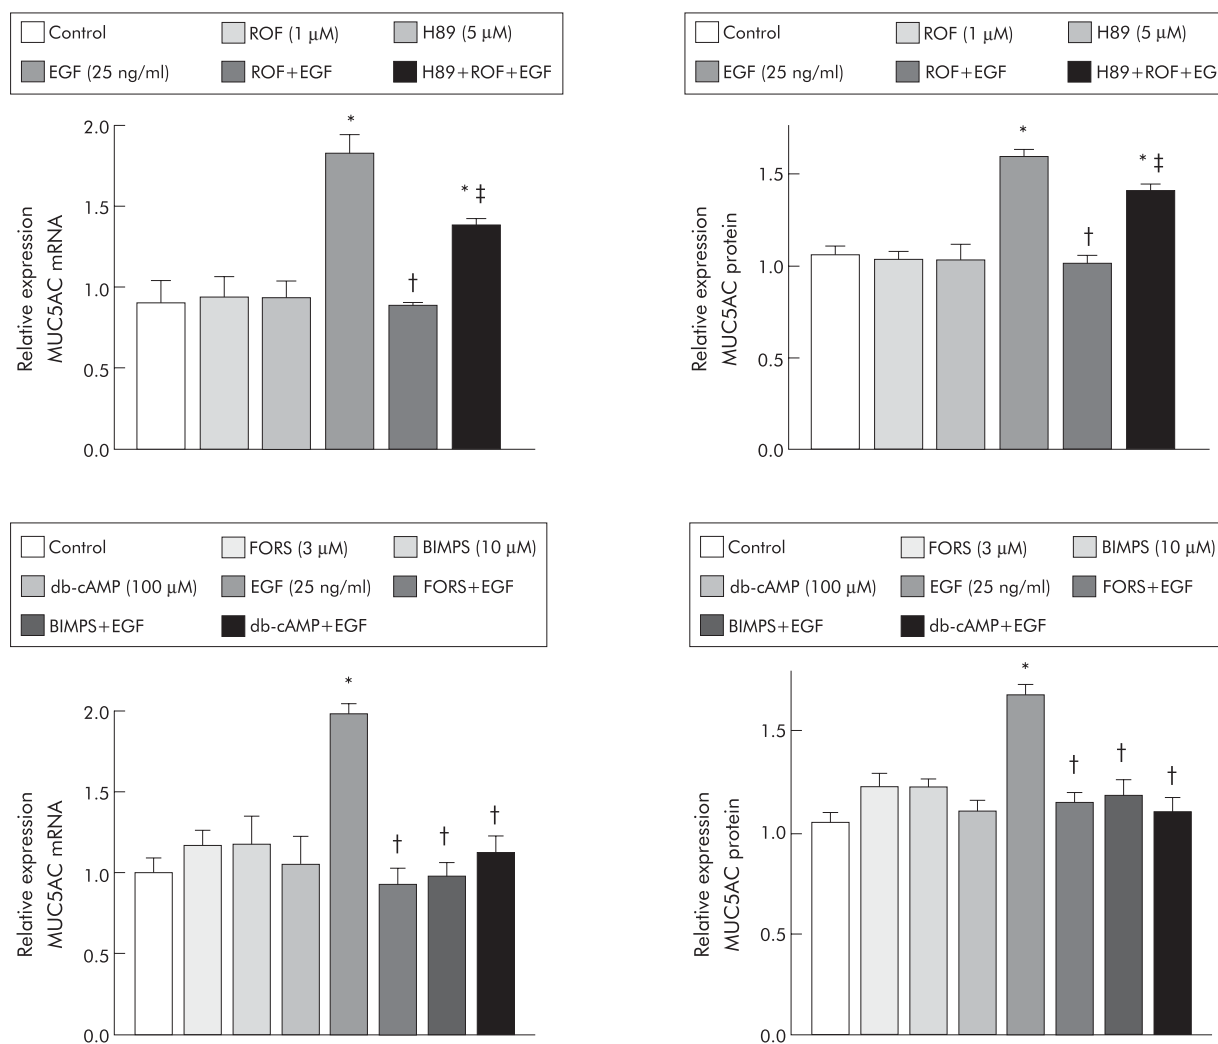 Control ROF (1 µM) H89 (5 µM)
EGF (25 ng/ml) ROF+EGF H89+ROF+EGF
2.0
1.5
1.0
0.5
0.0
Relative expression
MUC5AC mRNA
*
†
* ‡
Control ROF (1 µM) H89 (5 µM)
EGF (25 ng/ml) ROF+EGF H89+ROF+EG
1.5
1.0
0.5
0.0
Relative expression
MUC5AC protein
*
†
* ‡
Control FORS (3 µM) BIMPS (10 µM)
db-cAMP (100 µM) EGF (25 ng/ml) FORS+EGF
BIMPS+EGF db-cAMP+EGF
2.0
1.5
1.0
0.5
0.0
Relative expression
MUC5AC mRNA
*
† † †
Control FORS (3 µM) BIMPS (10 µM)
db-cAMP (100 µM) EGF (25 ng/ml) FORS+EGF
BIMPS+EGF db-cAMP+EGF
1.5
1.0
0.5
0.0
Relative expression
MUC5AC protein
*
† † †